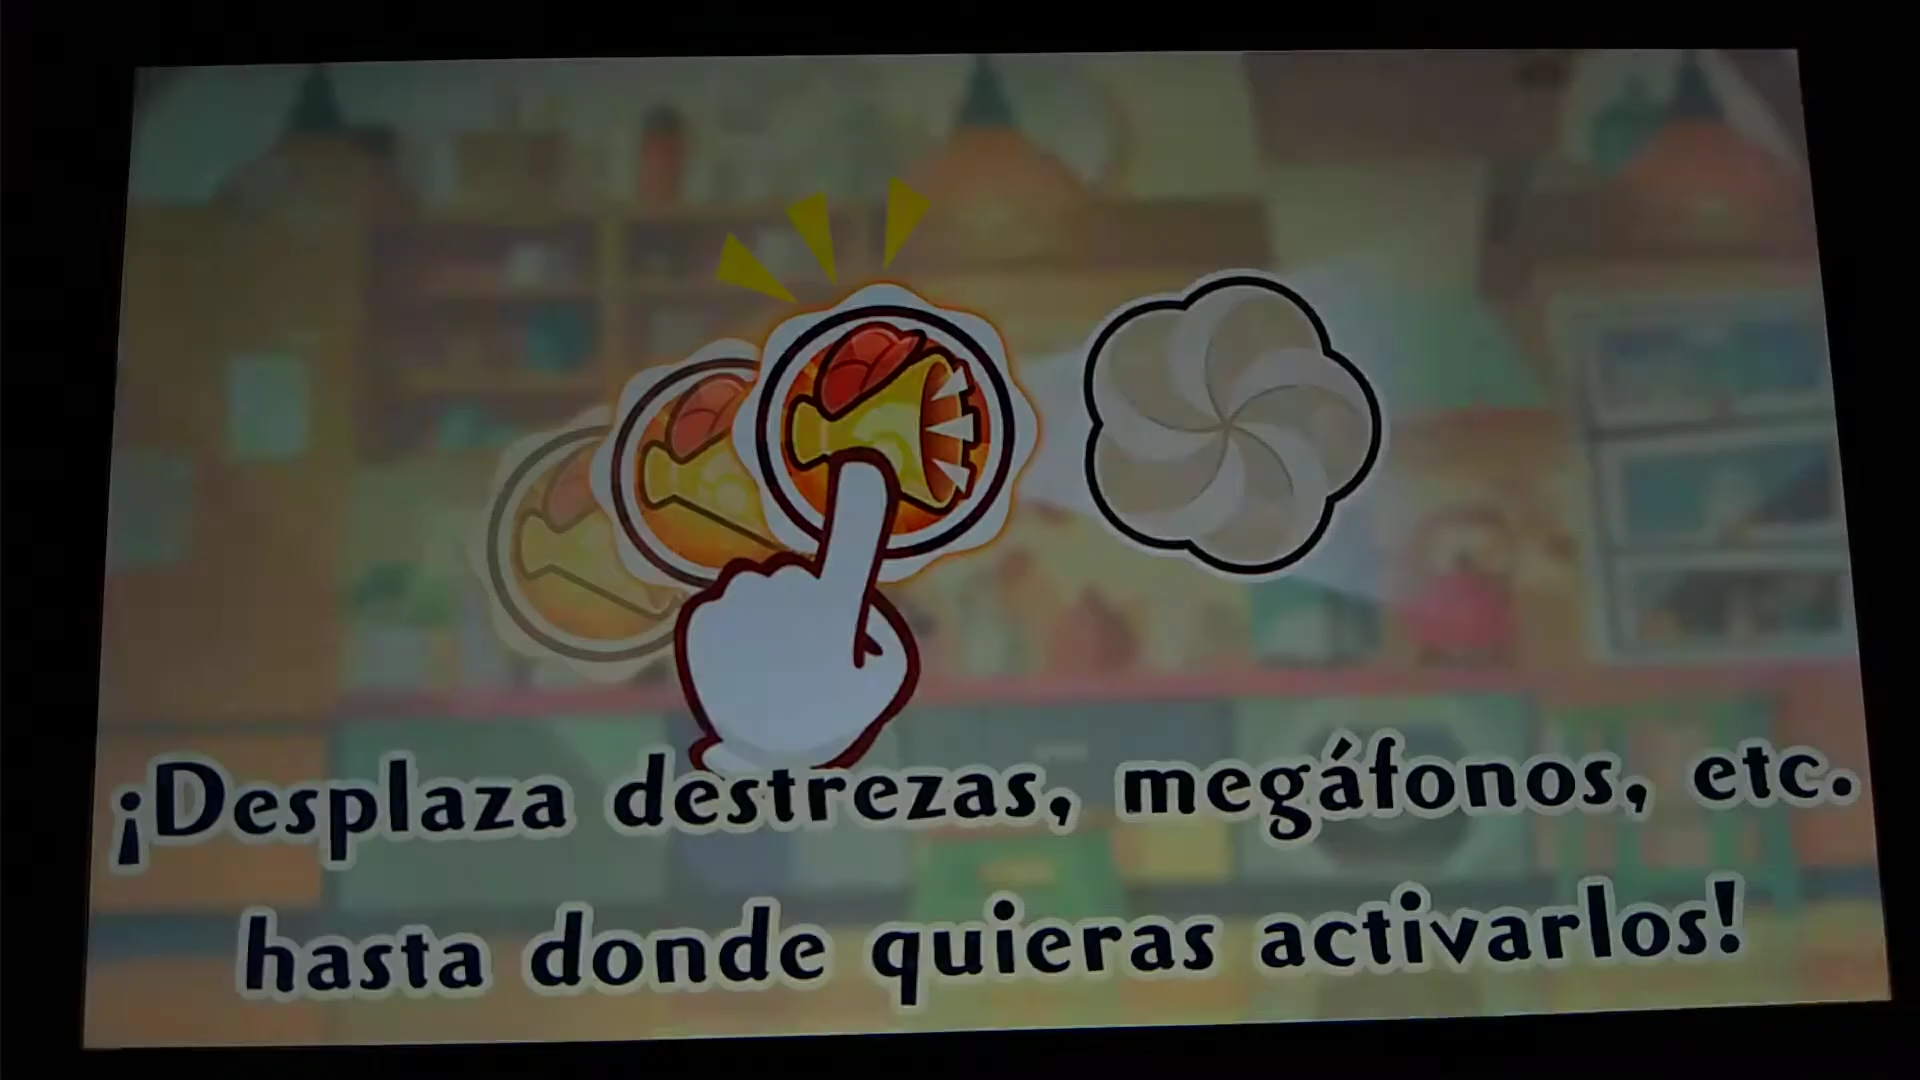 ¡Desplaza destrezas, megáfonos, etc.
hasta donde quieras activarlos!